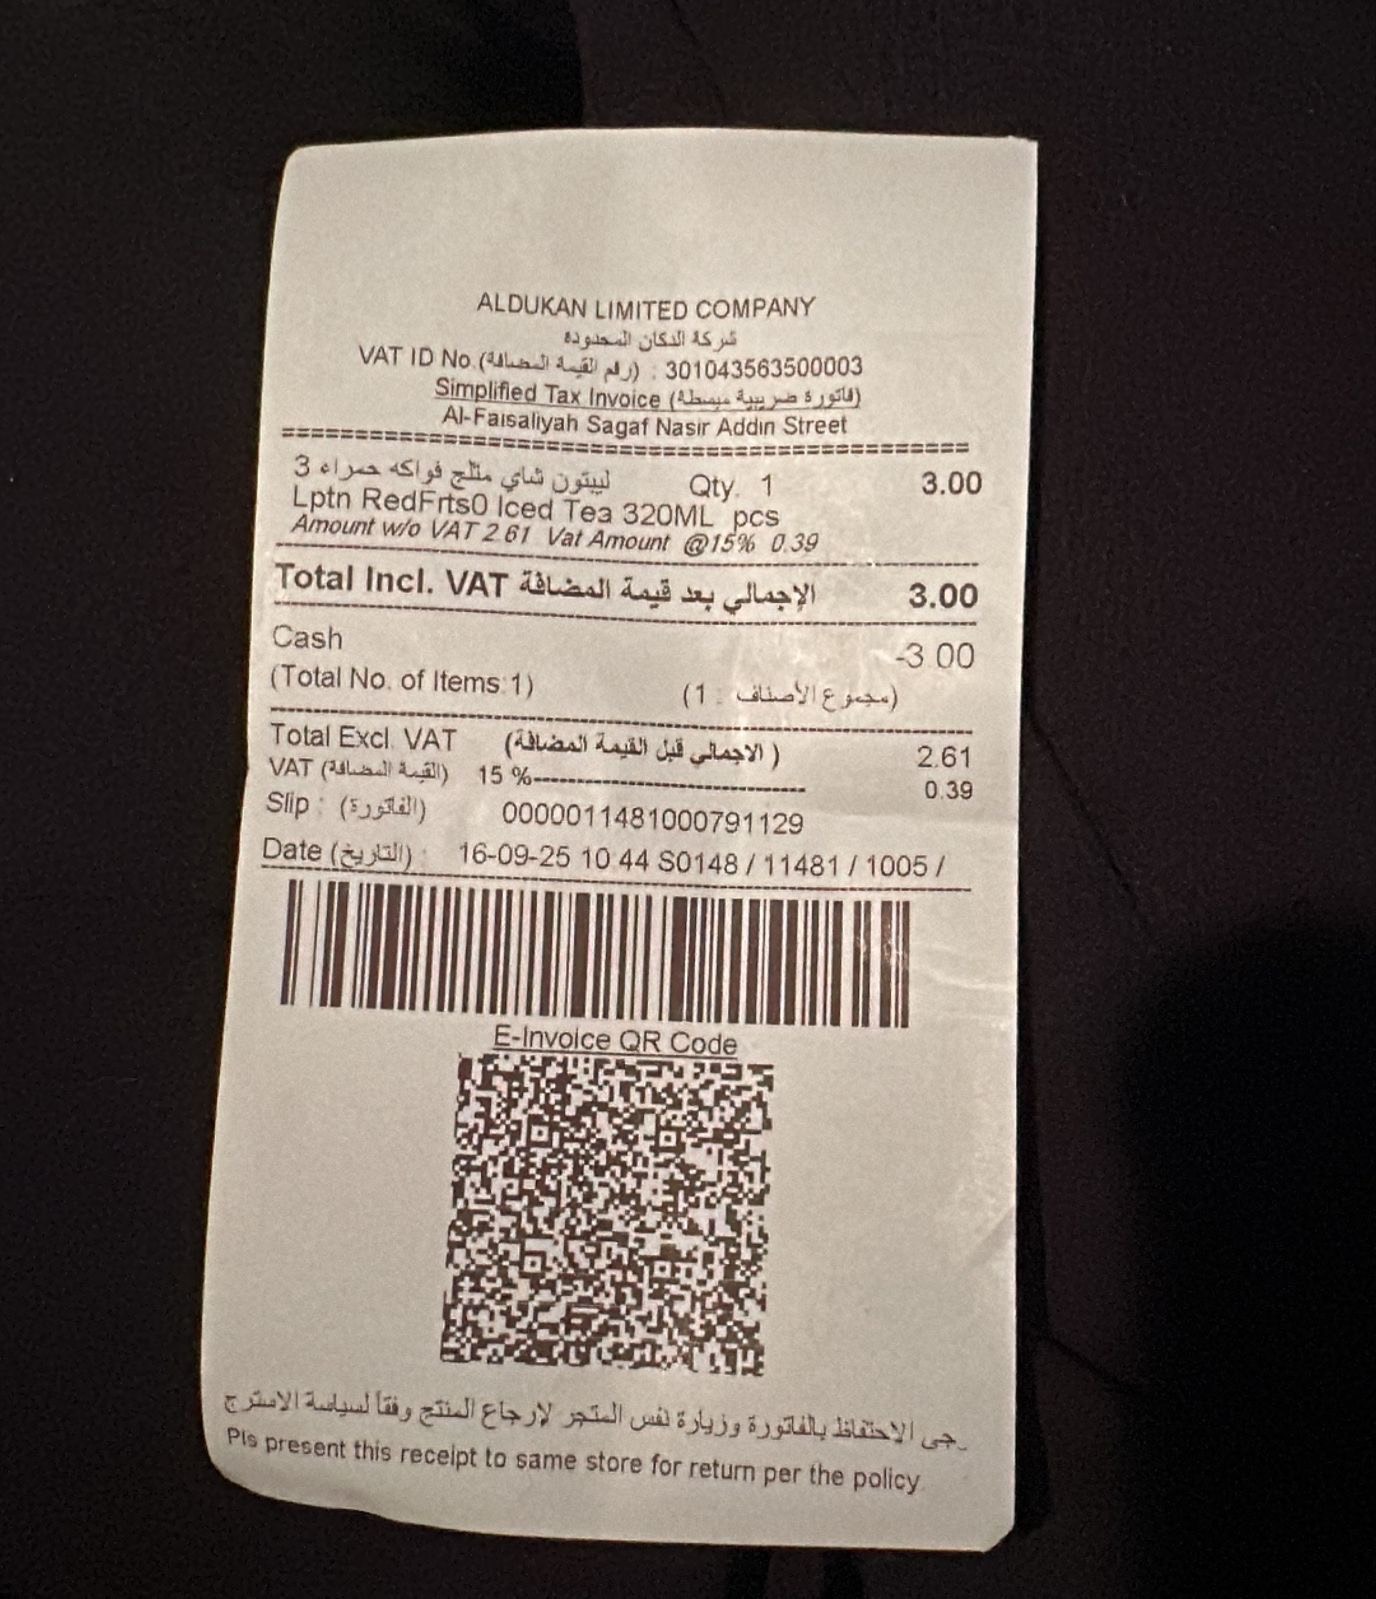 ALDUKAN LIMITED COMPANY
شركة الدكان المحدوده
VAT ID No.(رقم القيمة المضافة) : 301043563500003
Simplified Tax Invoice (فاتورة ضريبية مبسطة)
Al-Faisaliyah Sagaf Nasir Addin Street
ليبتون شاي مثلج فواكه حمراء 3 Qty. 1 3.00
Lptn RedFrts0 Iced Tea 320ML pcs
Amount w/o VAT 2.61 Vat Amount @15% 0.39
Total Incl. VAT الإجمالي بعد قيمة المضافة 3.00
Cash -3.00
(Total No. of Items:1) (مجموع الأصناف : 1)
Total Excl. VAT (الاجمالي قبل القيمة المضافة ) 2.61
VAT (القيمة المضافة) 15 %---------------------------- 0.39
Slip : (الفاتورة) 0000011481000791129
Date (التاريخ) : 16-09-25 10:44 S0148 / 11481 / 1005 /
E-Invoice QR Code
رجى الاحتفاظ بالفاتورة وزيارة نفس المتجر لإرجاع المنتج وفقاً لسياسة الاسترج
Pls present this receipt to same store for return per the policy